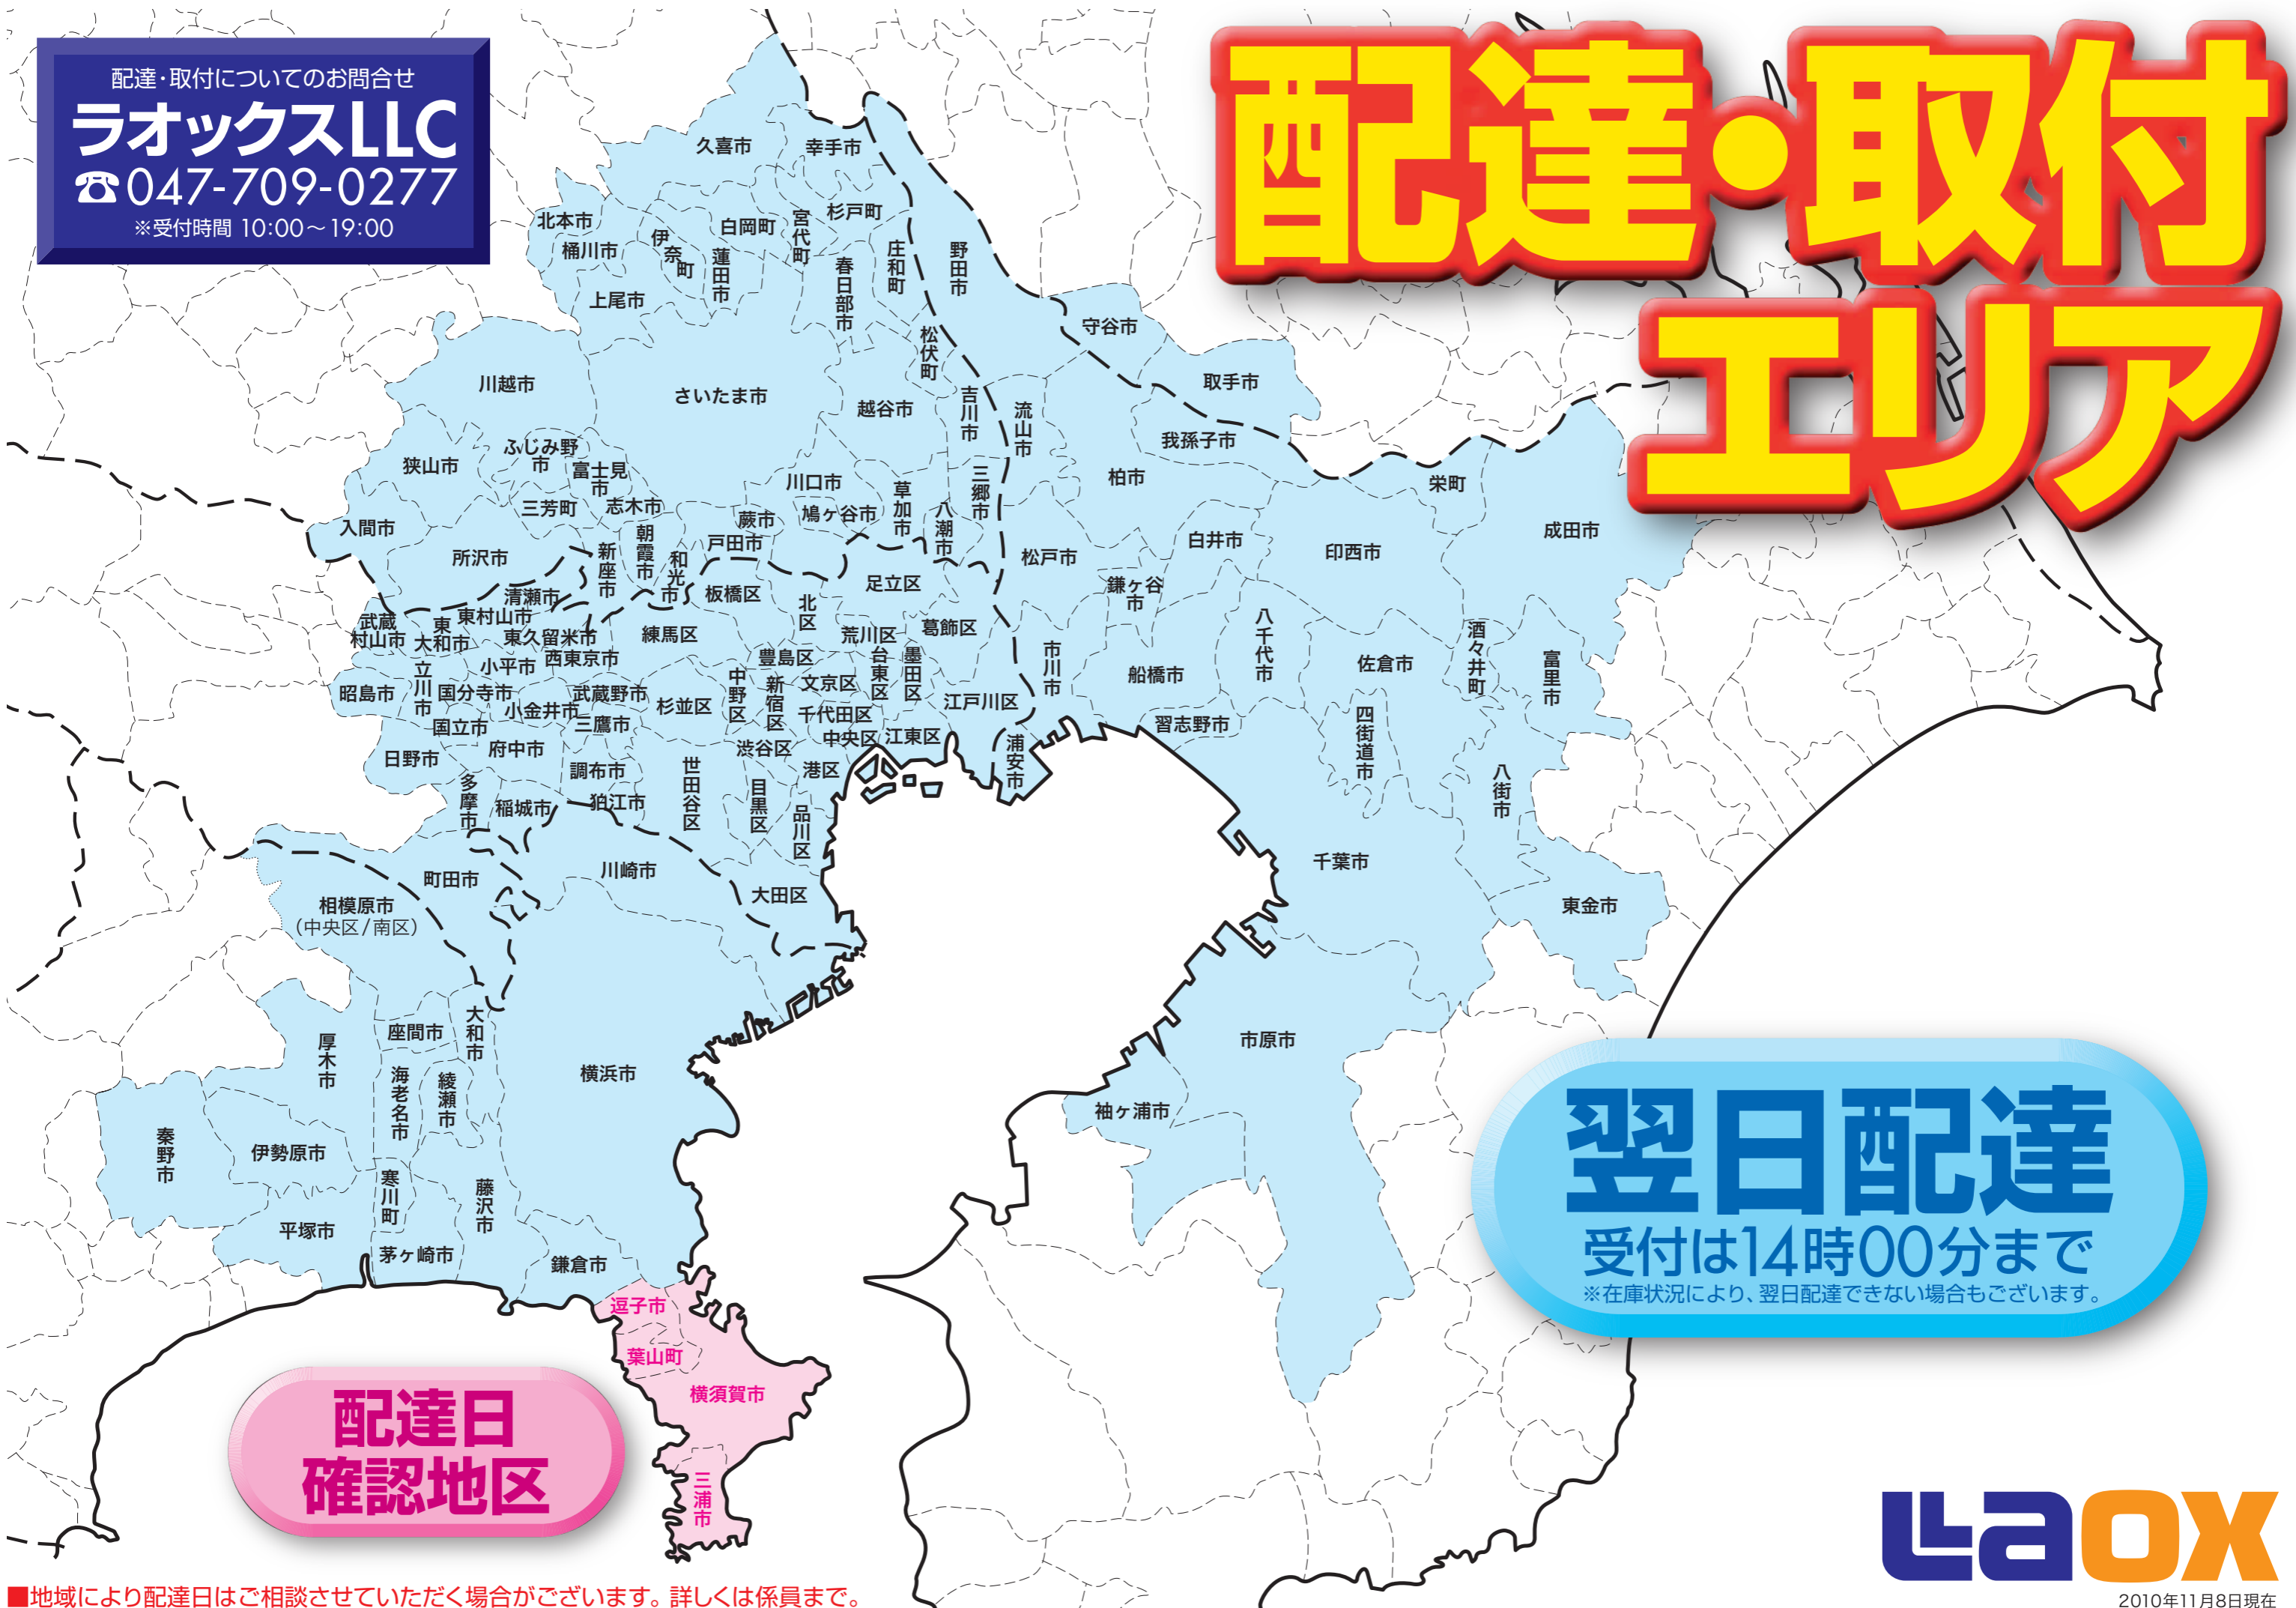 配達・取付についてのお問合せ
ラオックスLLC
☎047-709-0277
※受付時間 10:00～19:00
配達・取付
エリア
久喜市
幸手市
北本市
桶川市
伊奈町
白岡町
宮代町
杉戸町
蓮田市
上尾市
春日部市
庄和町
野田市
松伏町
守谷市
取手市
川越市
さいたま市
越谷市
吉川市
流山市
我孫子市
柏市
狭山市
ふじみ野市
富士見市
三芳町
志木市
川口市
草加市
三郷市
栄町
成田市
入間市
所沢市
新座市
朝霞市
和光市
蕨市
戸田市
鳩ヶ谷市
八潮市
松戸市
白井市
印西市
鎌ヶ谷市
清瀬市
板橋区
北区
足立区
武蔵村山市
東大和市
東村山市
東久留米市
練馬区
荒川区
葛飾区
八千代市
酒々井町
富里市
佐倉市
立川市
小平市
西東京市
豊島区
台東区
墨田区
市川市
船橋市
昭島市
国分寺市
武蔵野市
中野区
新宿区
文京区
国立市
小金井市
三鷹市
杉並区
千代田区
江戸川区
習志野市
四街道市
日野市
府中市
渋谷区
中央区
江東区
浦安市
調布市
港区
多摩市
稲城市
狛江市
世田谷区
目黒区
品川区
八街市
町田市
川崎市
大田区
千葉市
東金市
相模原市
(中央区/南区)
厚木市
座間市
大和市
海老名市
綾瀬市
横浜市
市原市
袖ヶ浦市
秦野市
伊勢原市
寒川町
藤沢市
平塚市
茅ヶ崎市
鎌倉市
逗子市
葉山町
横須賀市
三浦市
翌日配達
受付は14時00分まで
※在庫状況により、翌日配達できない場合もございます。
配達日
確認地区
LAOX
2010年11月8日現在
■地域により配達日はご相談させていただく場合がございます。詳しくは係員まで。